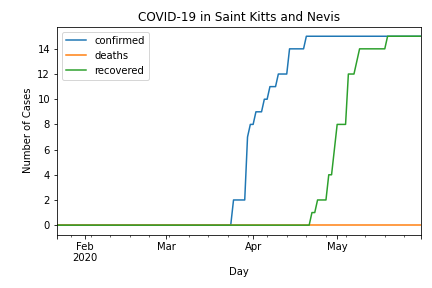 COVID-19 in Saint Kitts and Nevis
confirmed
deaths
recovered
Number of Cases
14
12
10
8
6
4
2
0
Feb Mar Apr May
2020
Day